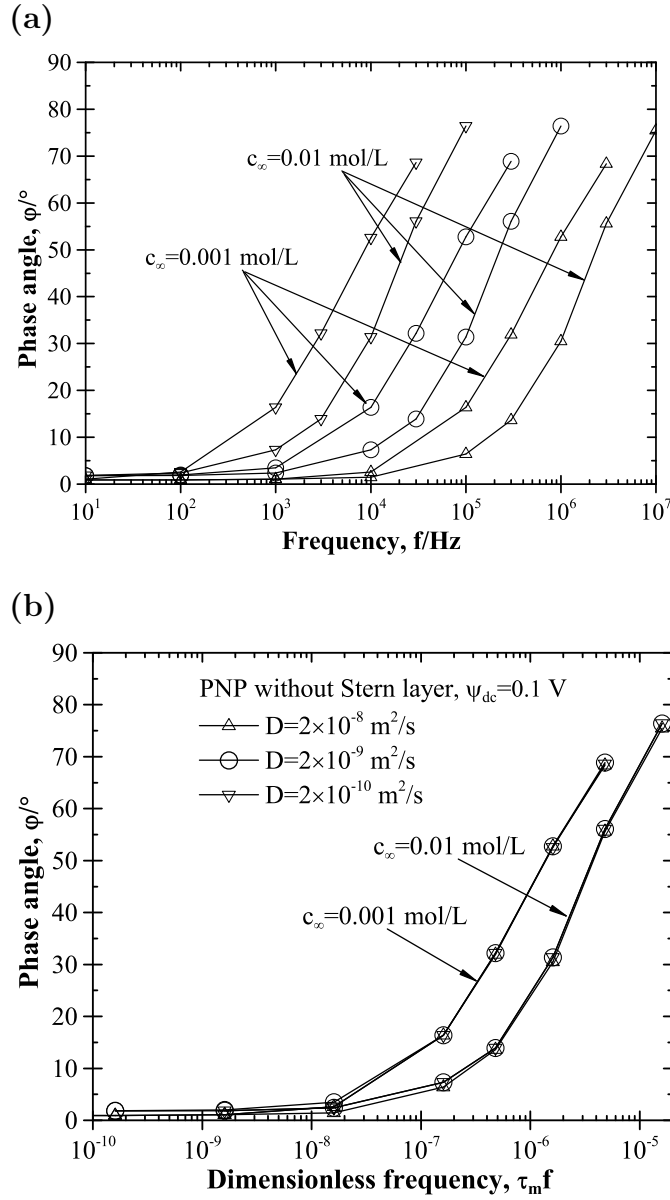 (a)
90
80
70
60
50
40
30
20
10
0
Phase angle, φ/°
c∞=0.01 mol/L
c∞=0.001 mol/L
10¹ 10² 10³ 10⁴ 10⁵ 10⁶ 10⁷
Frequency, f/Hz
(b)
90
80
70
60
50
40
30
20
10
0
Phase angle, φ/°
PNP without Stern layer, ψdc=0.1 V
D=2×10⁻⁸ m²/s
D=2×10⁻⁹ m²/s
D=2×10⁻¹⁰ m²/s
c∞=0.01 mol/L
c∞=0.001 mol/L
10⁻¹⁰ 10⁻⁹ 10⁻⁸ 10⁻⁷ 10⁻⁶ 10⁻⁵
Dimensionless frequency, τmf